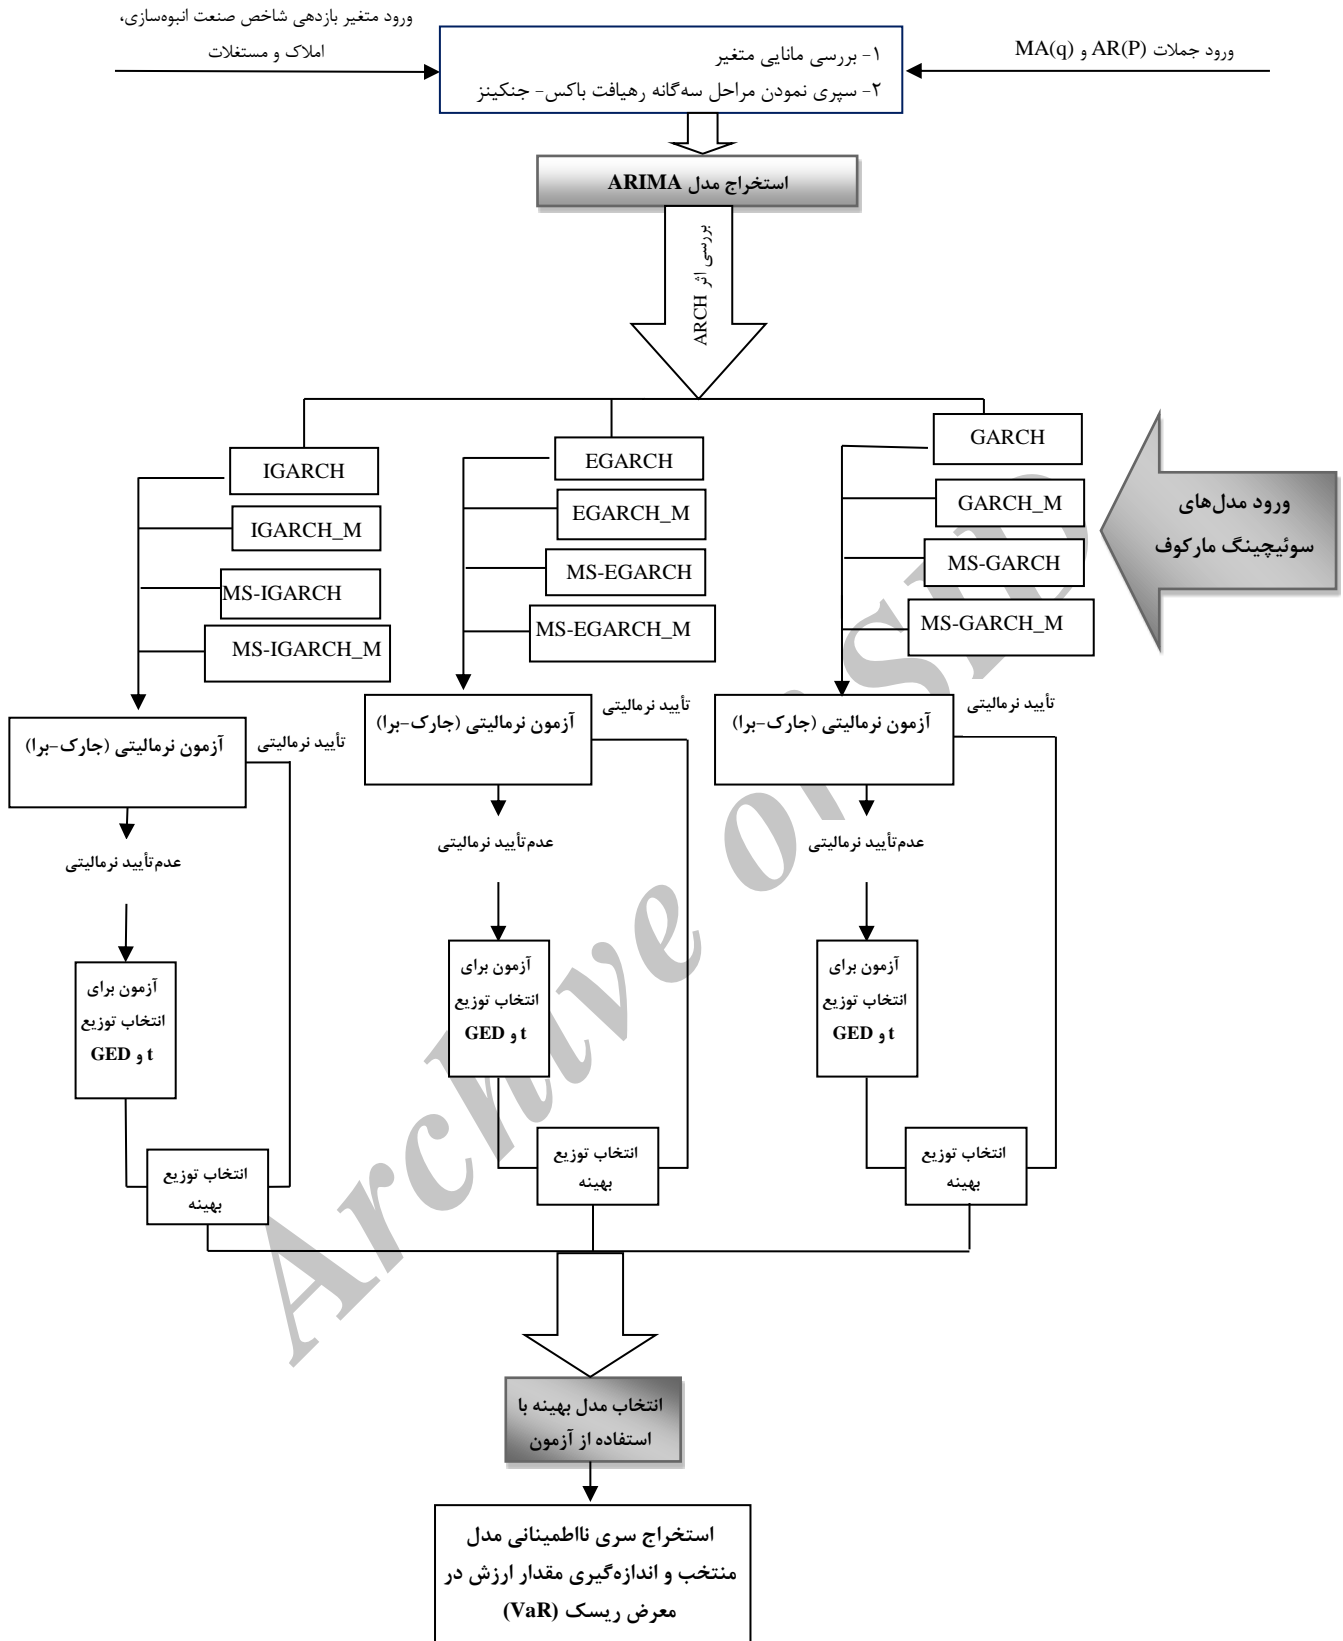 ورود متغیر بازدهی شاخص صنعت انبوه‌سازی،
املاک و مستغلات
۱- بررسی مانایی متغیر
۲- سپری نمودن مراحل سه‌گانه رهیافت باکس- جنکینز
ورود جملات AR(P) و MA(q)
استخراج مدل ARIMA
بررسی اثر ARCH
GARCH
GARCH_M
MS-GARCH
MS-GARCH_M
EGARCH
EGARCH_M
MS-EGARCH
MS-EGARCH_M
IGARCH
IGARCH_M
MS-IGARCH
MS-IGARCH_M
ورود مدل‌های
سوئیچینگ مارکوف
آزمون نرمالیتی (جارک-برا)
تأیید نرمالیتی
آزمون نرمالیتی (جارک-برا)
تأیید نرمالیتی
آزمون نرمالیتی (جارک-برا)
تأیید نرمالیتی
عدم‌تأیید نرمالیتی
عدم‌تأیید نرمالیتی
عدم‌تأیید نرمالیتی
آزمون برای
انتخاب توزیع
t و GED
آزمون برای
انتخاب توزیع
t و GED
آزمون برای
انتخاب توزیع
t و GED
انتخاب توزیع
بهینه
انتخاب توزیع
بهینه
انتخاب توزیع
بهینه
انتخاب مدل بهینه با
استفاده از آزمون
استخراج سری نااطمینانی مدل
منتخب و اندازه‌گیری مقدار ارزش در
معرض ریسک (VaR)
Archive of SID